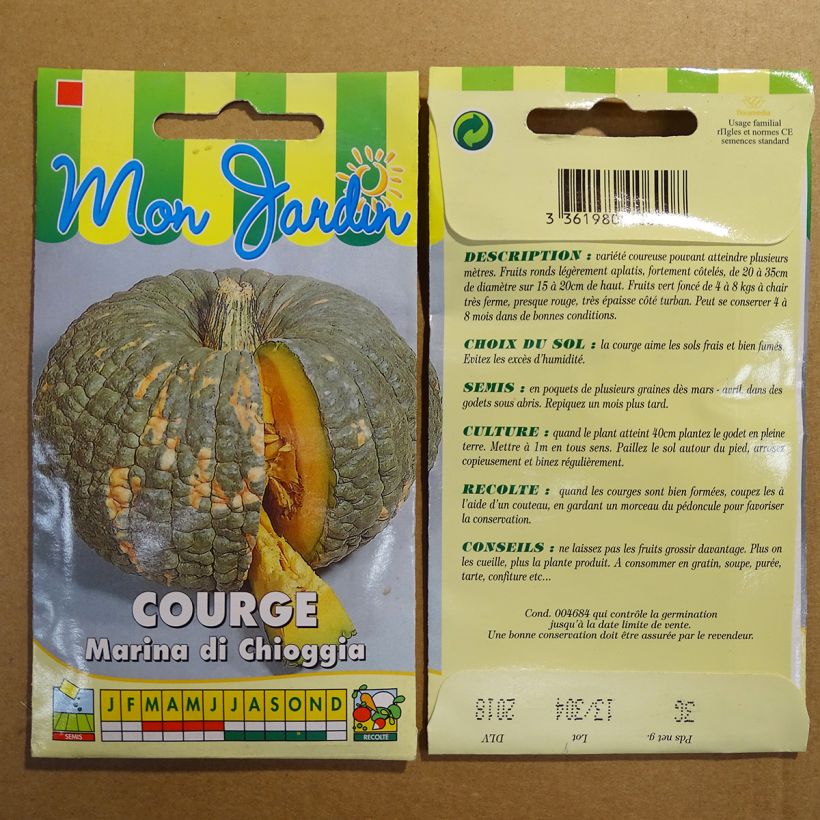 Mon Jardin
COURGE
Marina di Chioggia
J F M A M J J A S O N D
SEMIS
RECOLTE
Usage familial
rΠgles et normes CE
semences standard
3 361980
DESCRIPTION : variété coureuse pouvant atteindre plusieurs
mètres. Fruits ronds légèrement aplatis, fortement côtelés, de 20 à 35cm
de diamètre sur 15 à 20cm de haut. Fruits vert foncé de 4 à 8 kgs à chair
très ferme, presque rouge, très épaisse côté turban. Peut se conserver 4 à
8 mois dans de bonnes conditions.
CHOIX DU SOL : la courge aime les sols frais et bien fumés.
Evitez les excès d'humidité.
SEMIS : en poquets de plusieurs graines dès mars - avril dans des
godets sous abris. Repiquez un mois plus tard.
CULTURE : quand le plant atteint 40cm plantez le godet en pleine
terre. Mettre à 1m en tous sens. Paillez le sol autour du pied, arrosez
copieusement et binez régulièrement.
RECOLTE : quand les courges sont bien formées, coupez les à
l'aide d'un couteau, en gardant un morceau du pédoncule pour favoriser
la conservation.
CONSEILS : ne laissez pas les fruits grossir davantage. Plus on
les cueille, plus la plante produit. A consommer en gratin, soupe, purée,
tarte, confiture etc...
Cond. 004684 qui contrôle la germination
jusqu'à la date limite de vente.
Une bonne conservation doit être assurée par le revendeur.
Pds net g. Lot DLV
3G 13/304 2018